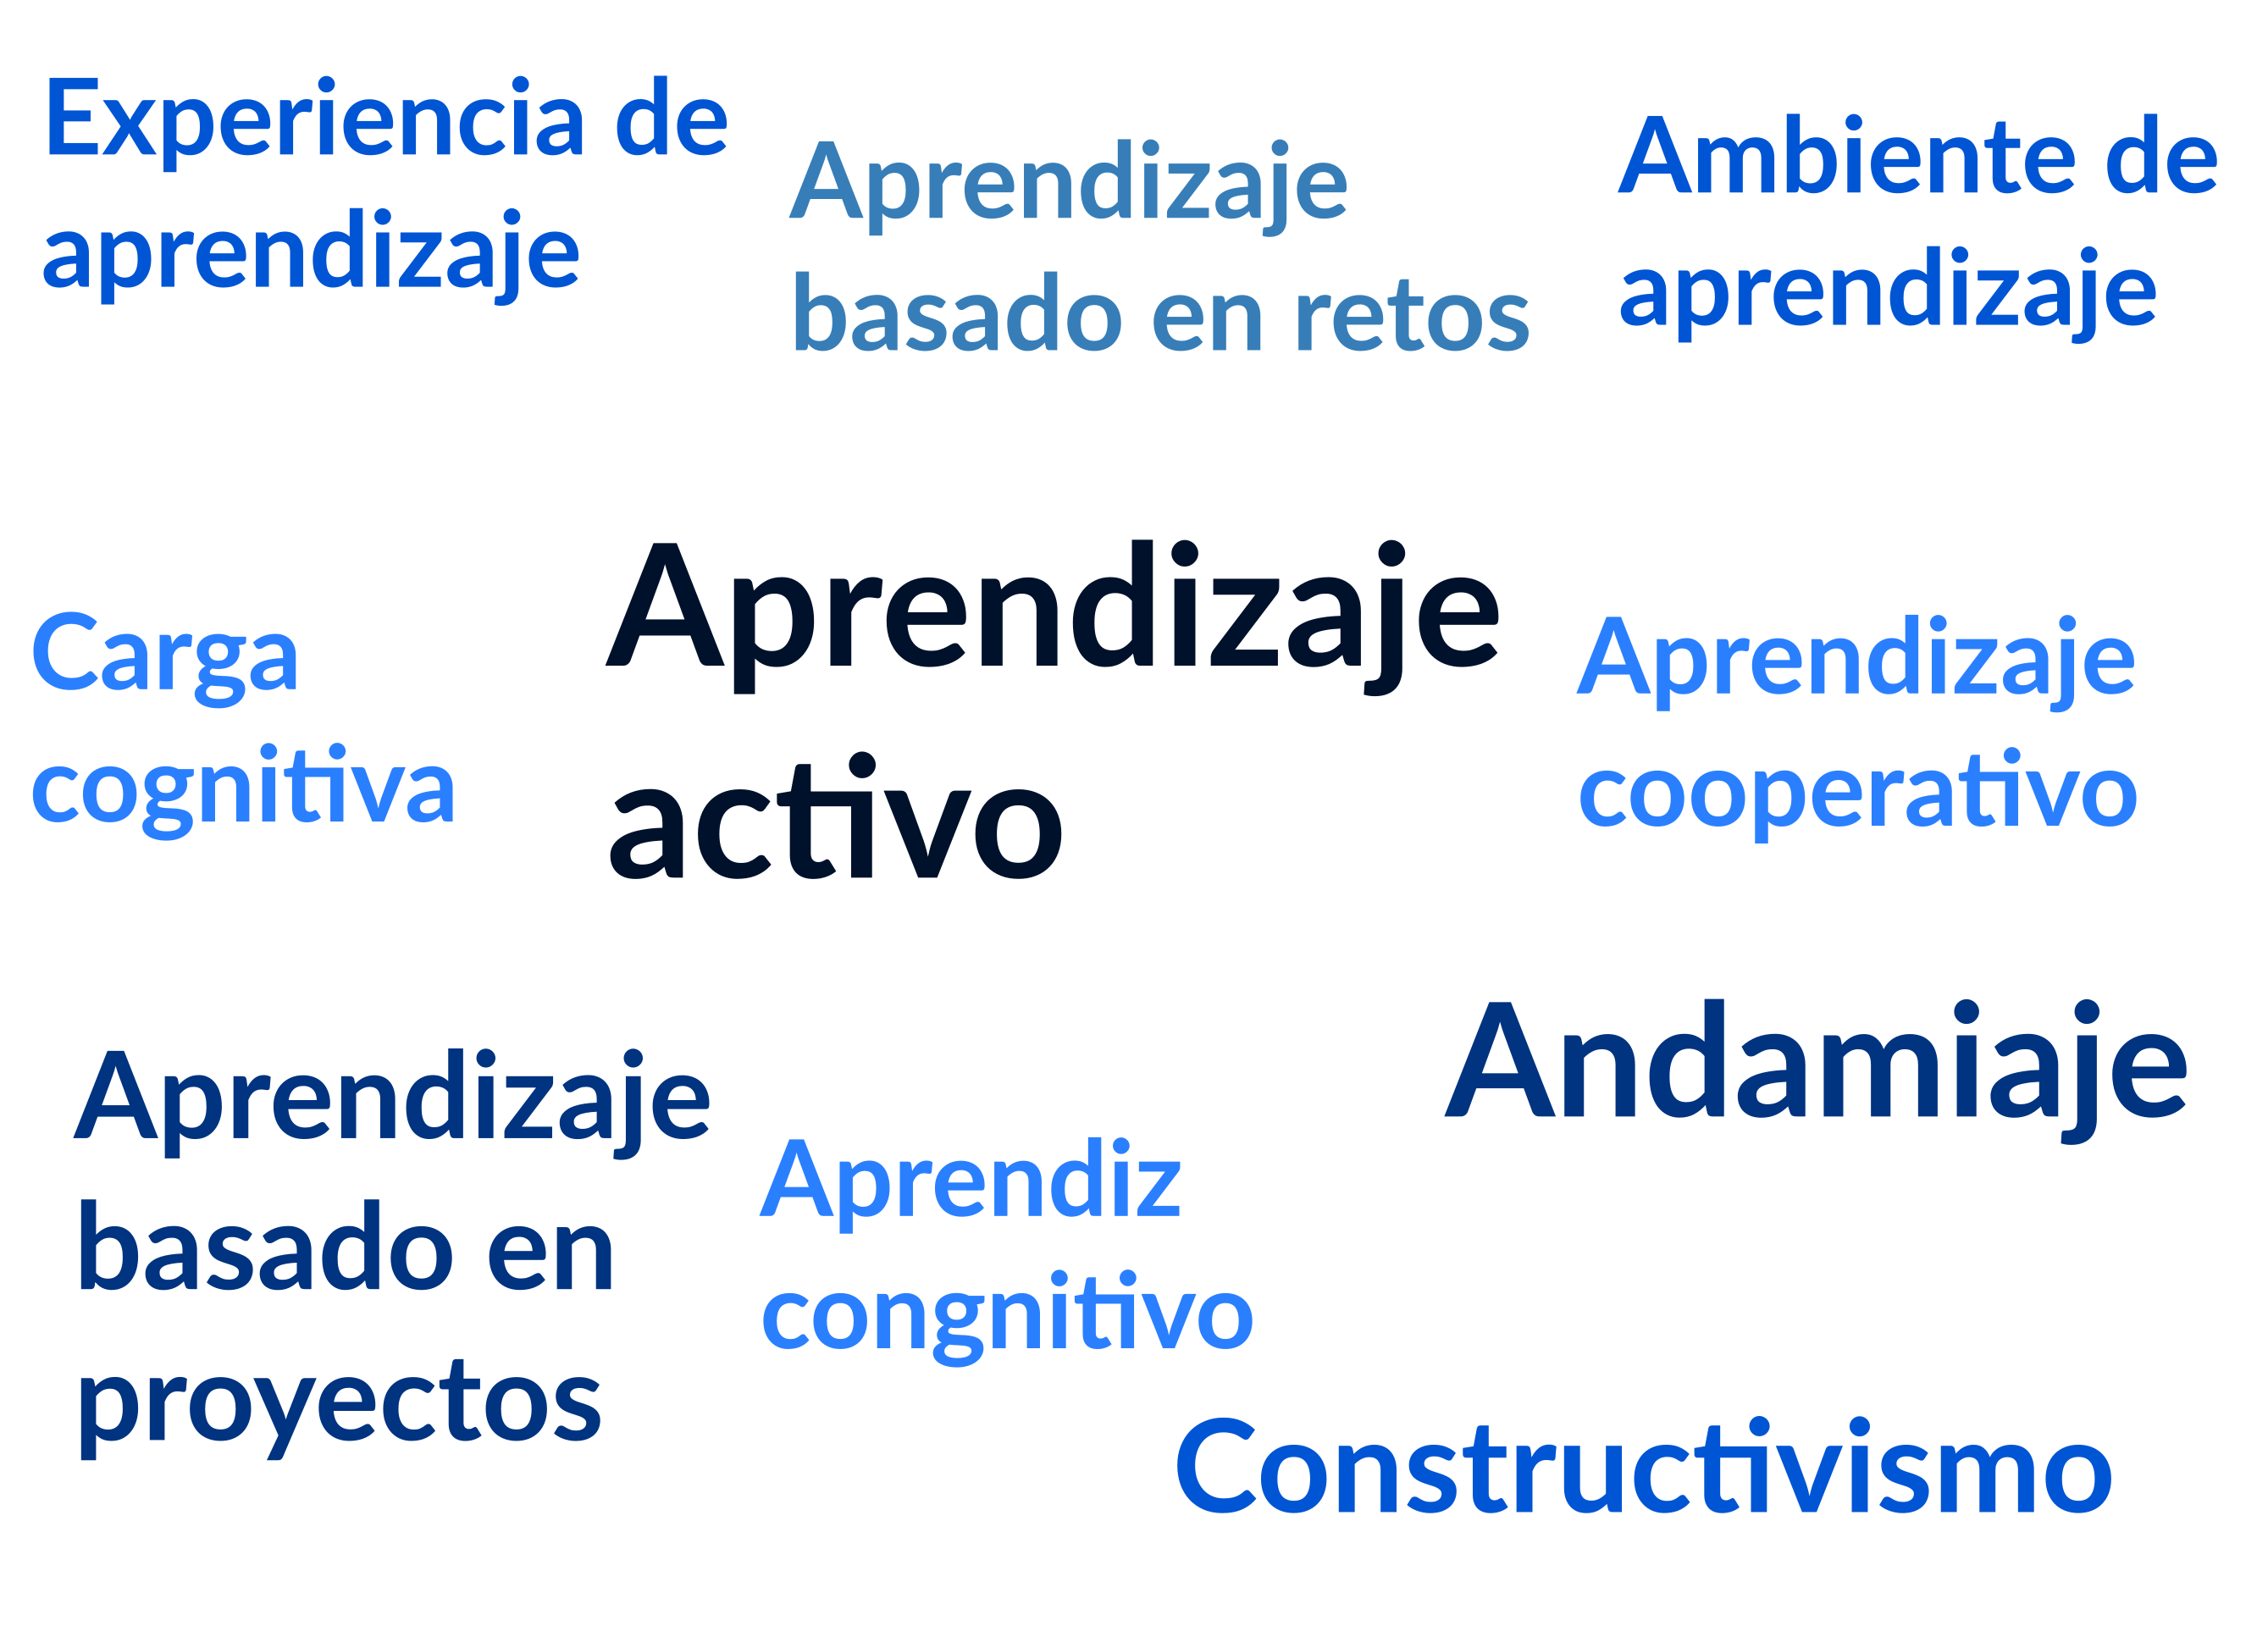 Experiencia de
aprendizaje
Aprendizaje
basado en retos
Ambiente de
aprendizaje
Carga
cognitiva
Aprendizaje
activo
Aprendizaje
cooperativo
Aprendizaje
basado en
proyectos
Aprendiz
congnitivo
Andamiaje
Constructivismo